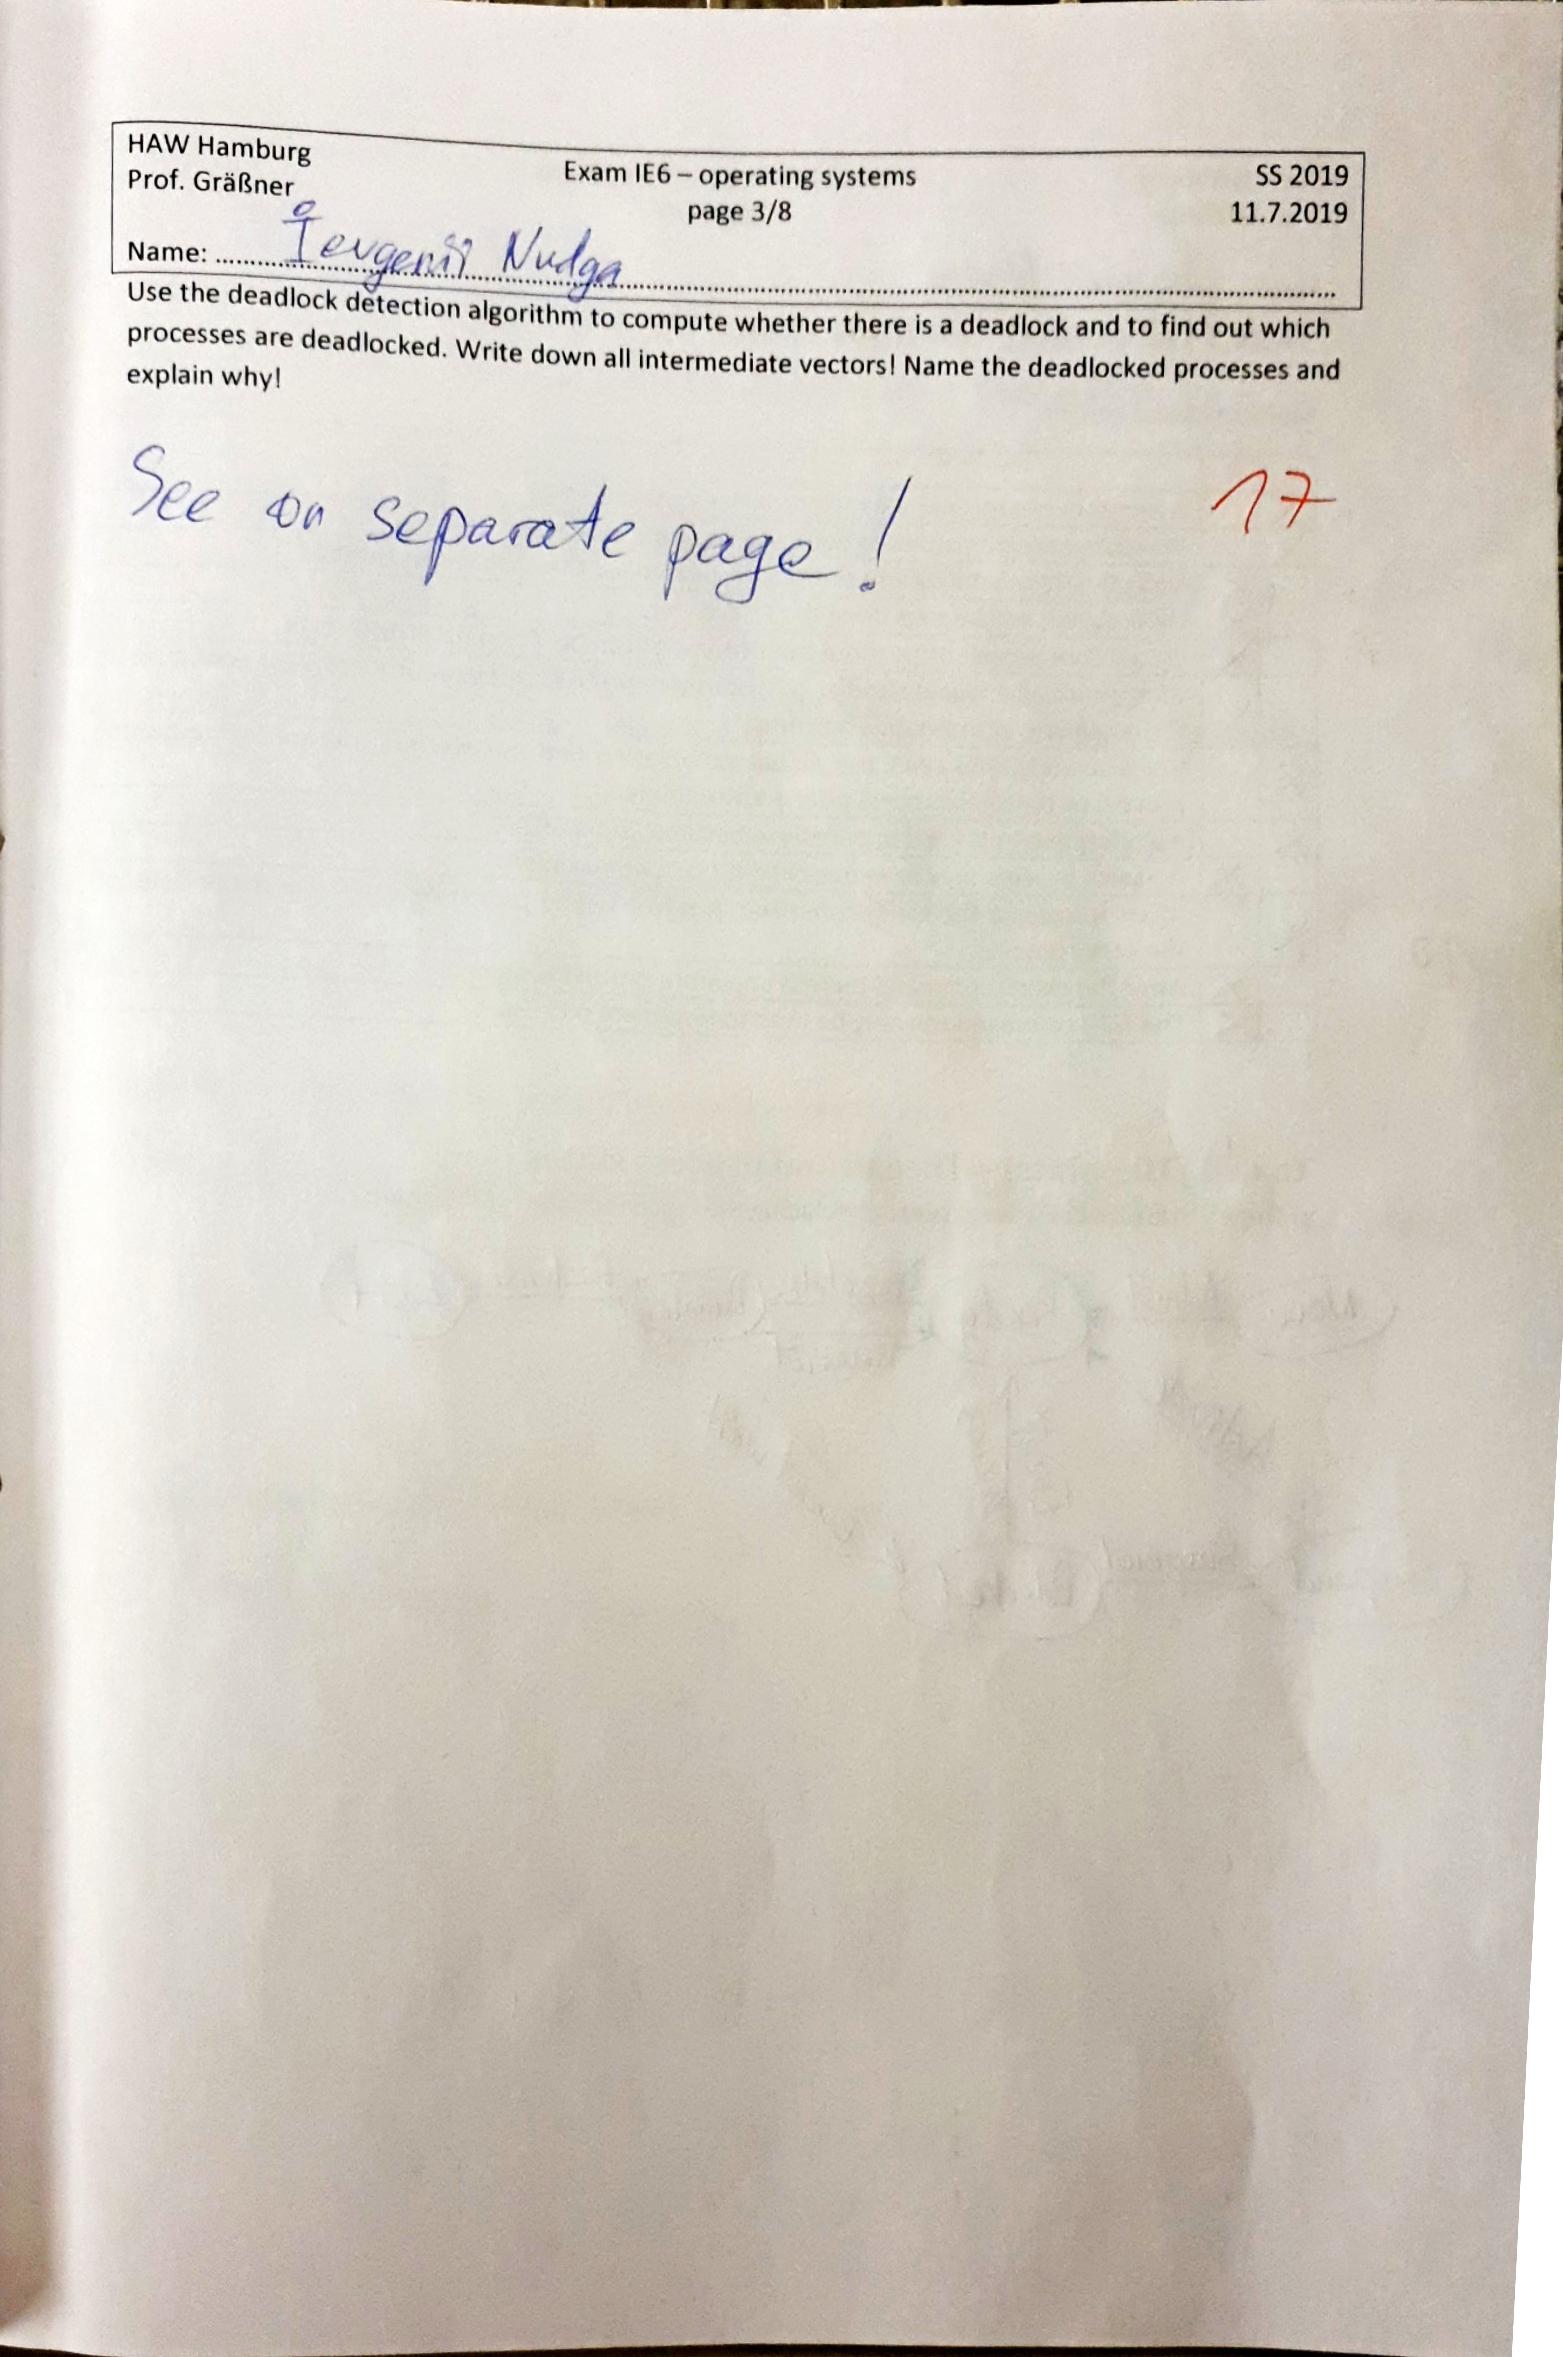 HAW Hamburg
Prof. Gräßner
Exam IE6 – operating systems
page 3/8
SS 2019
11.7.2019
Name: Ievgenii Nudga
Use the deadlock detection algorithm to compute whether there is a deadlock and to find out which
processes are deadlocked. Write down all intermediate vectors! Name the deadlocked processes and
explain why!
See on separate page!
17